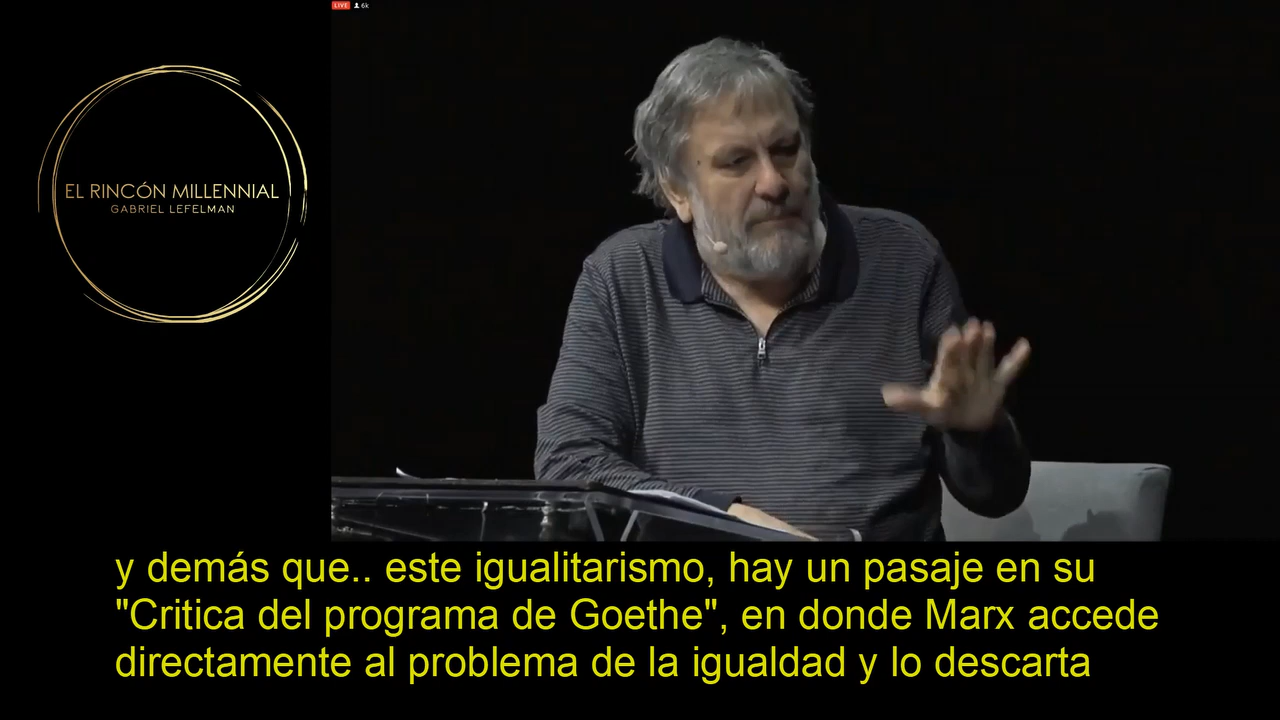 LIVE 6k
EL RINCÓN MILLENNIAL
GABRIEL LEFELMAN
y demás que.. este igualitarismo, hay un pasaje en su
"Critica del programa de Goethe", en donde Marx accede
directamente al problema de la igualdad y lo descarta